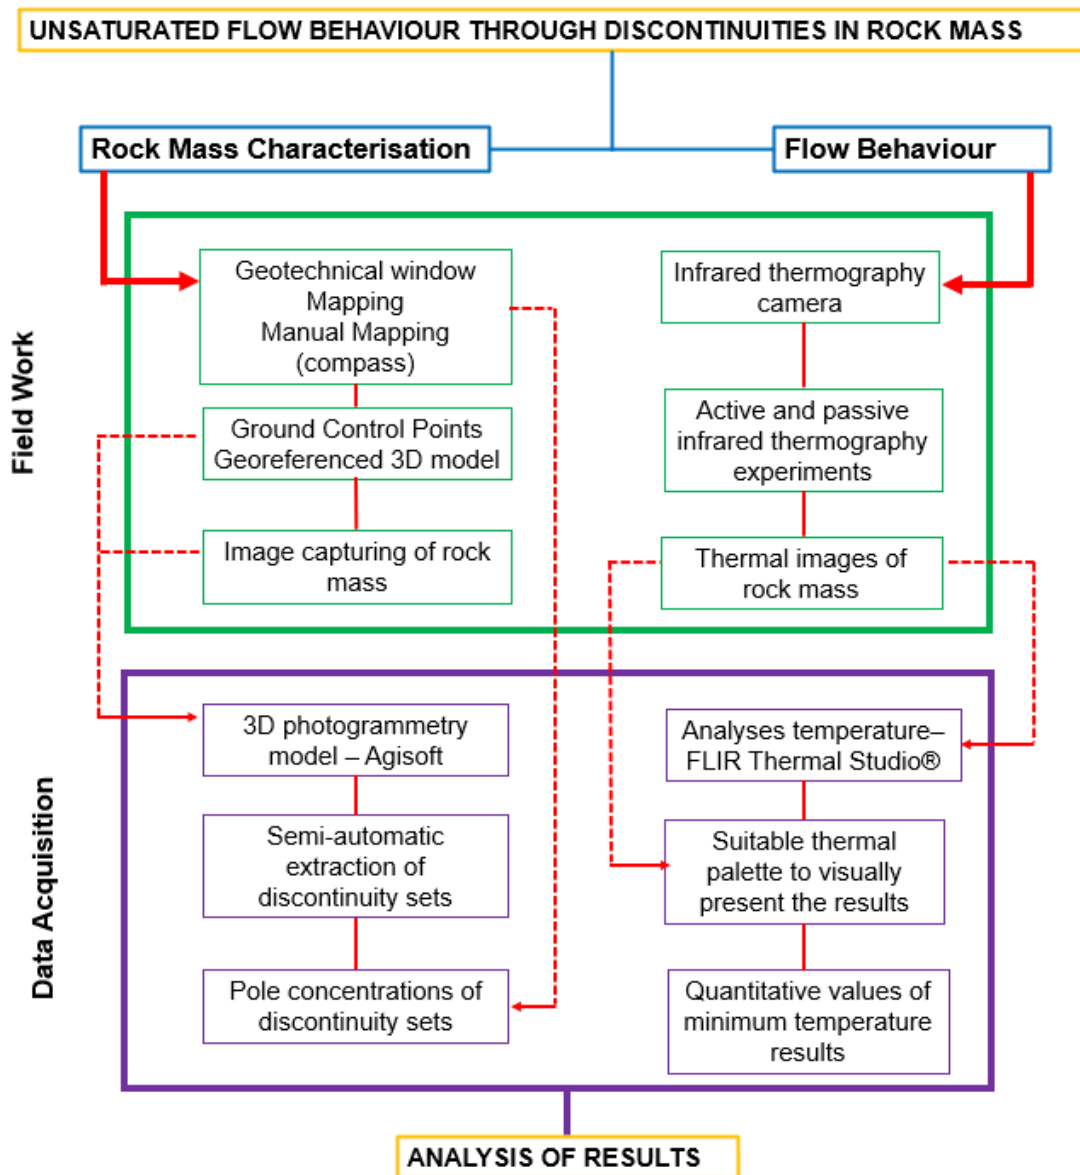 UNSATURATED FLOW BEHAVIOUR THROUGH DISCONTINUITIES IN ROCK MASS
Rock Mass Characterisation
Flow Behaviour
Field Work
Geotechnical window
Mapping
Manual Mapping
(compass)
Ground Control Points
Georeferenced 3D model
Image capturing of rock
mass
Infrared thermography
camera
Active and passive
infrared thermography
experiments
Thermal images of
rock mass
Data Acquisition
3D photogrammetry
model – Agisoft
Semi-automatic
extraction of
discontinuity sets
Pole concentrations of
discontinuity sets
Analyses temperature–
FLIR Thermal Studio®
Suitable thermal
palette to visually
present the results
Quantitative values of
minimum temperature
results
ANALYSIS OF RESULTS